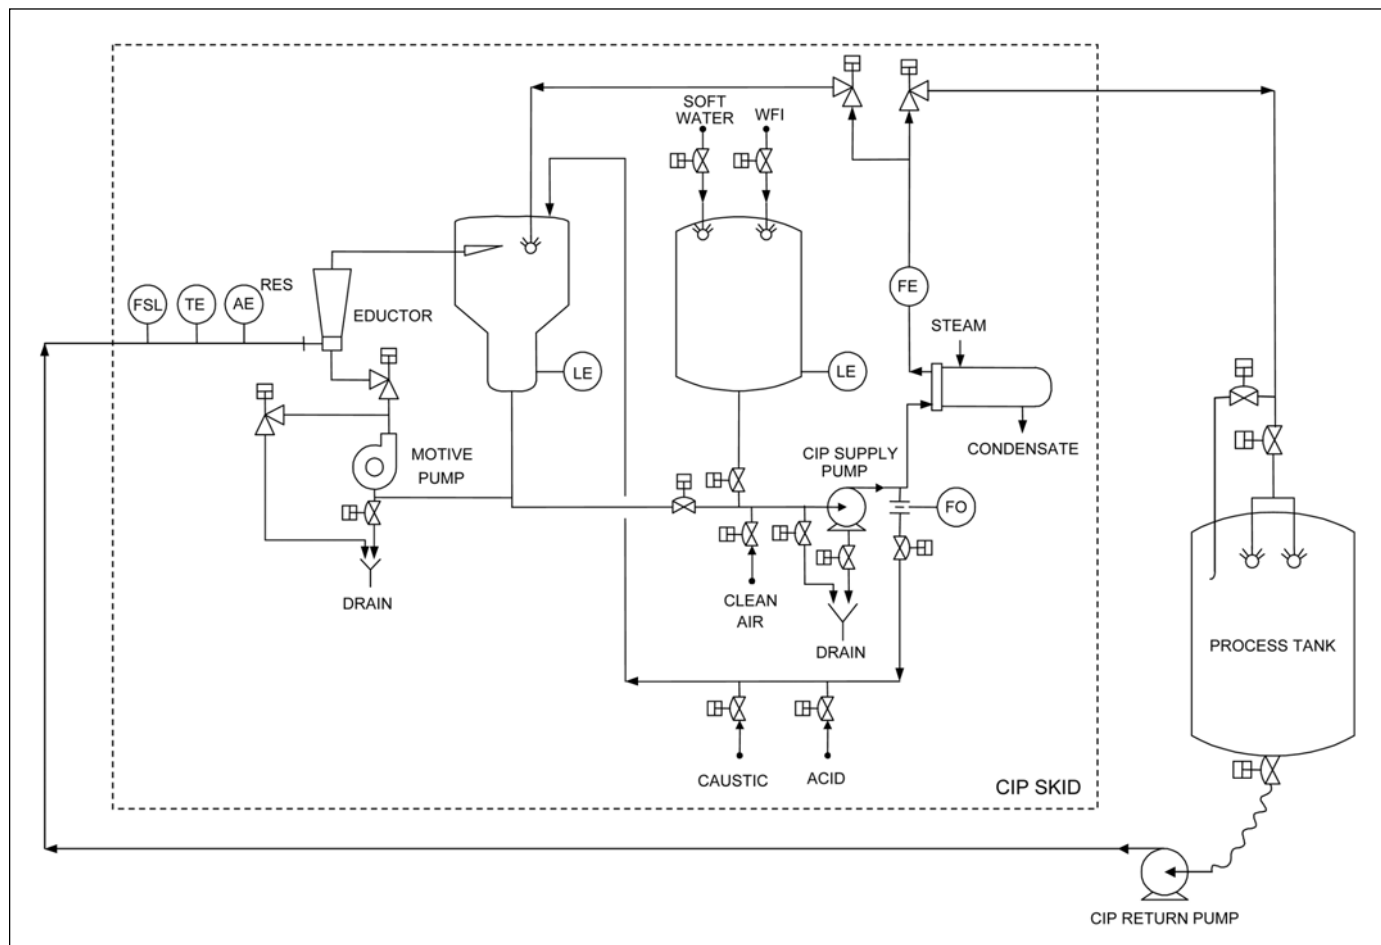 SOFT
WATER
WFI
RES
FSL
TE
AE
EDUCTOR
FE
STEAM
LE
LE
CONDENSATE
MOTIVE
PUMP
CIP SUPPLY
PUMP
FO
CLEAN
AIR
DRAIN
DRAIN
PROCESS TANK
CAUSTIC
ACID
CIP SKID
CIP RETURN PUMP